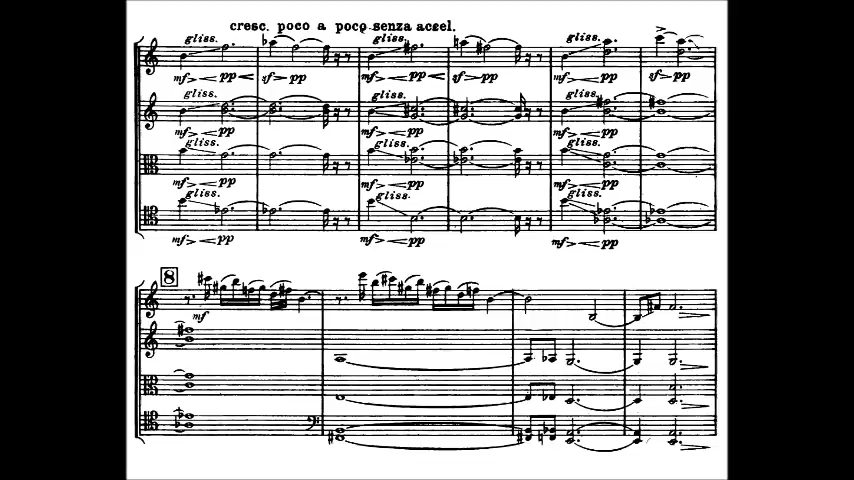 cresc. poco a poco senza accel.
gliss. gliss. gliss.
mf pp sf pp mf pp sf pp mf pp sf pp
gliss. gliss. gliss.
mf pp mf pp mf pp
gliss. gliss. gliss.
mf pp mf pp mf pp
gliss. gliss. gliss.
mf pp mf pp mf pp
8
mf